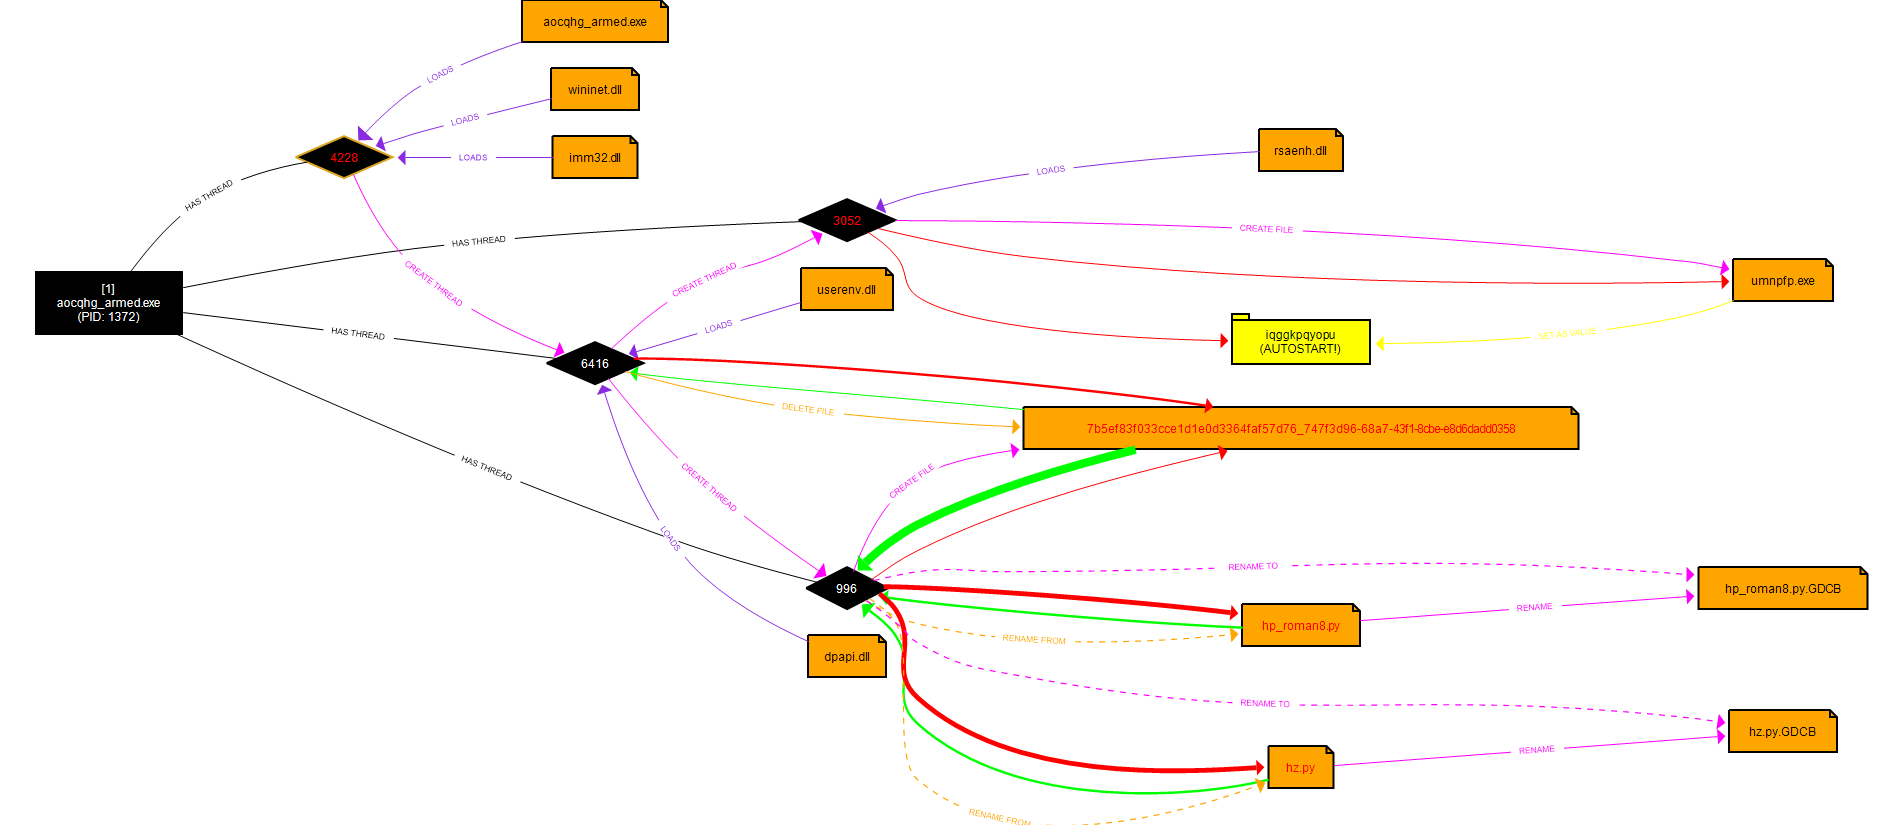 aocqhg_armed.exe
LOADS
wininet.dll
LOADS
imm32.dll
LOADS
4228
HAS THREAD
rsaenh.dll
LOADS
3052
HAS THREAD
CREATE FILE
CREATE THREAD
CREATE THREAD
umnpfp.exe
[1]
aocqhg_armed.exe
(PID: 1372)
userenv.dll
LOADS
HAS THREAD
iqggkpqyopu
(AUTOSTART!)
SET AS VALUE
6416
DELETE FILE
7b5ef83f033cce1d1e0d3364faf57d76_747f3d96-68a7-43f1-8cbe-e8d6dadd0358
HAS THREAD
CREATE THREAD
CREATE FILE
LOADS
RENAME TO
996
hp_roman8.py.GDCB
RENAME
hp_roman8.py
RENAME FROM
dpapi.dll
RENAME TO
hz.py.GDCB
RENAME
hz.py
RENAME FROM